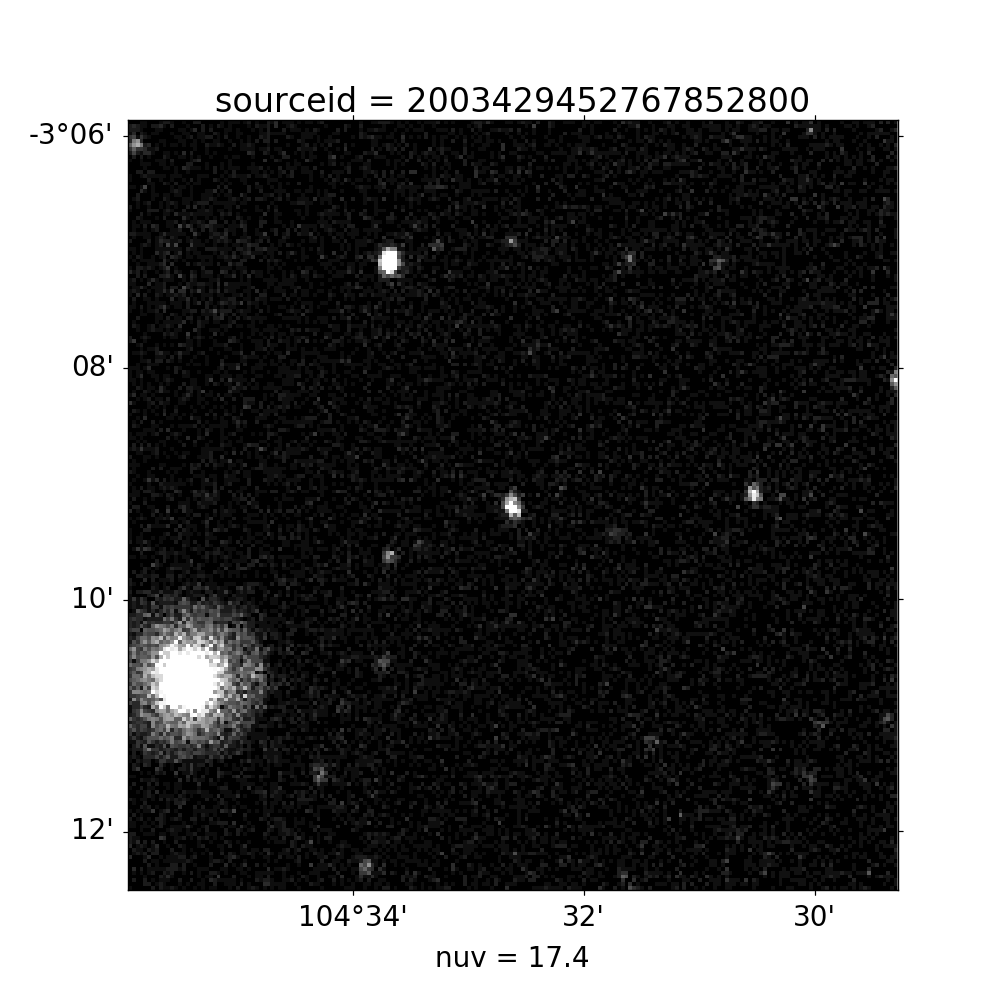 sourceid = 2003429452767852800
-3°06'
08'
10'
12'
104°34' 32' 30'
nuv = 17.4